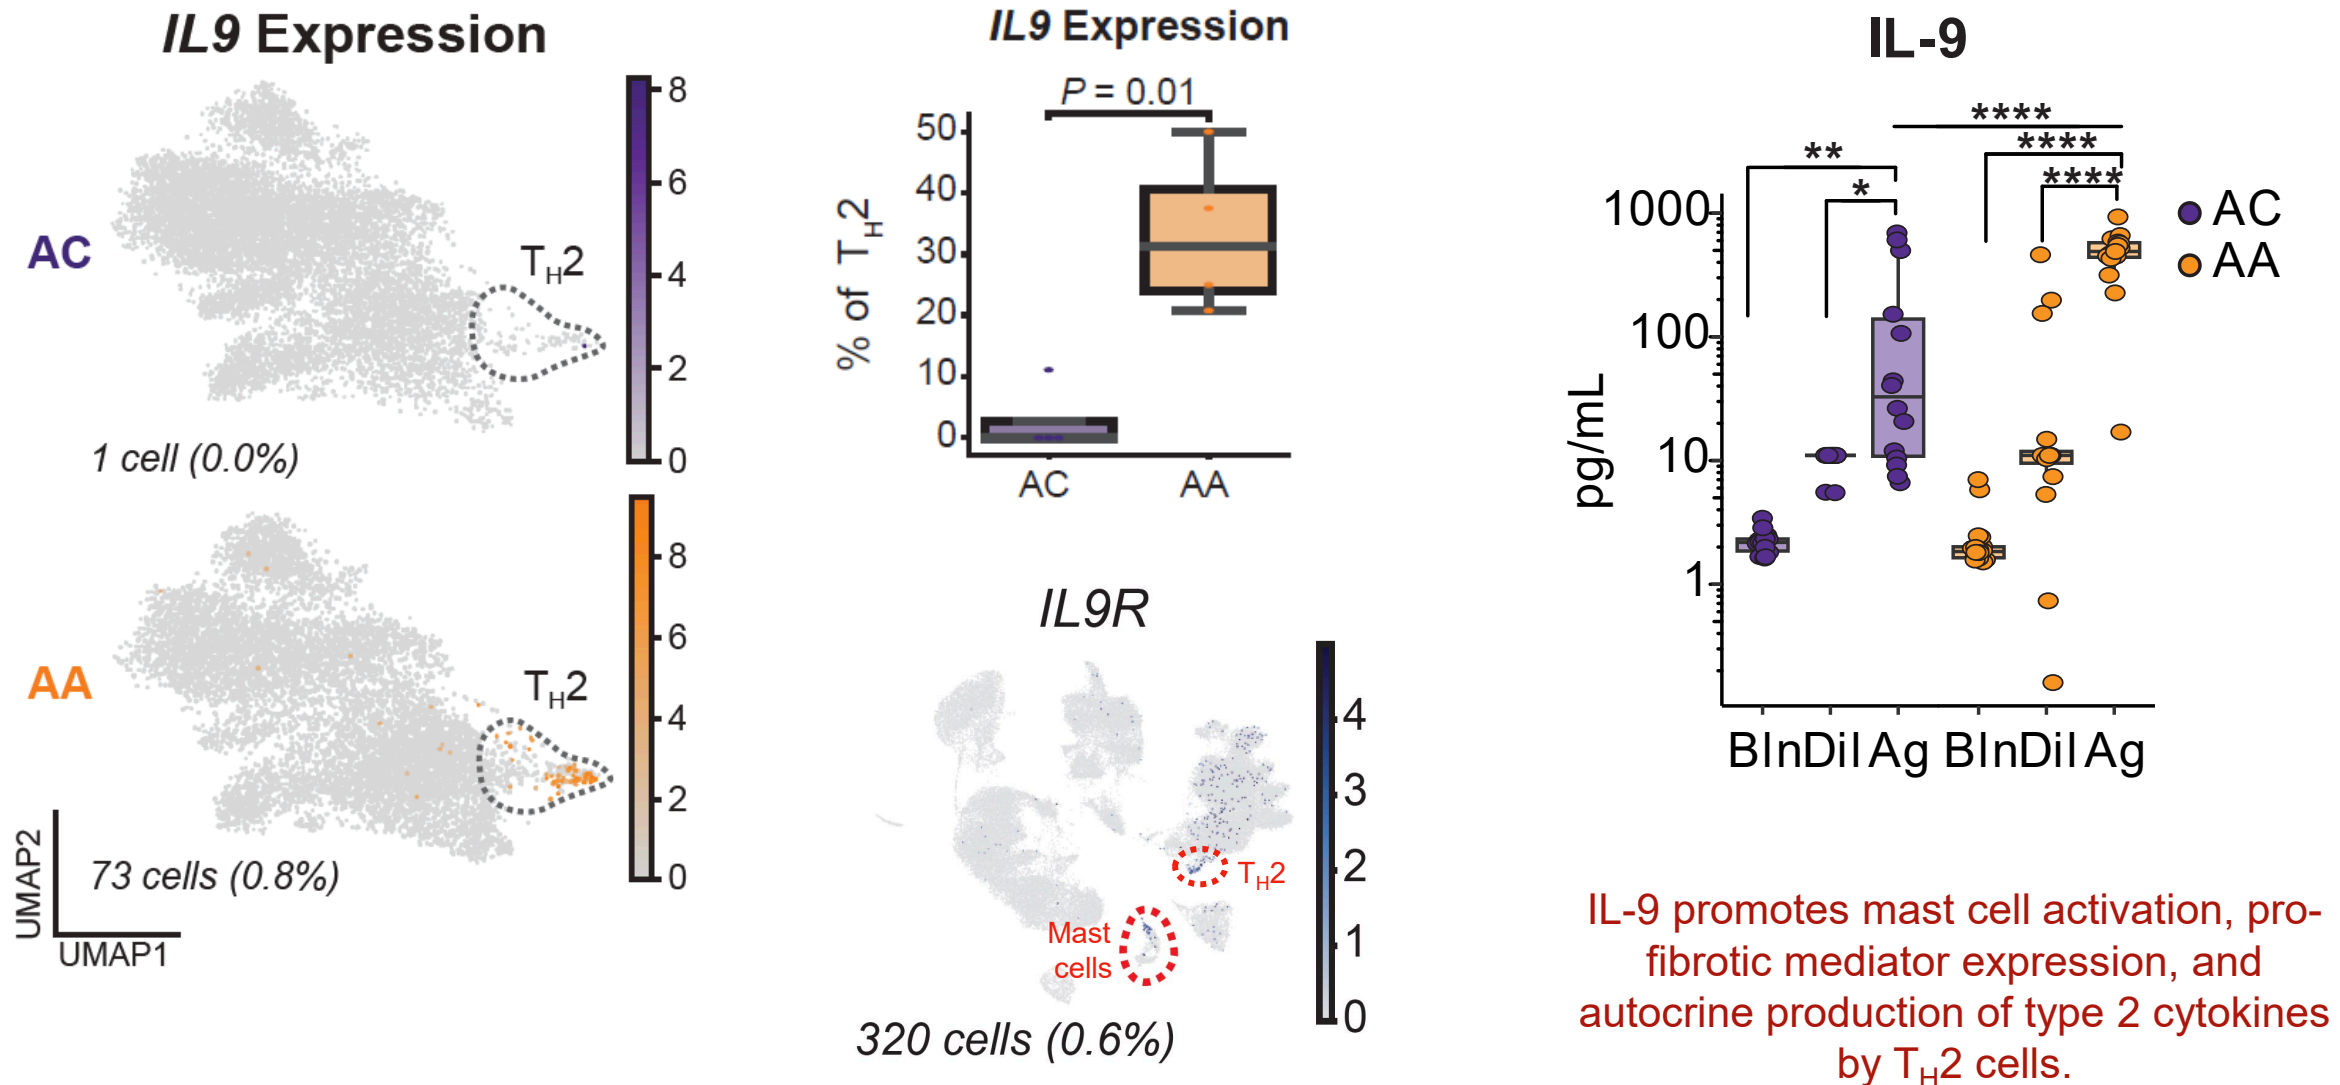 IL9 Expression
AC
TH2
8
6
4
2
0
1 cell (0.0%)
AA
TH2
8
6
4
2
0
73 cells (0.8%)
UMAP2
UMAP1
IL9 Expression
P = 0.01
% of TH2
50
40
30
20
10
0
AC
AA
IL9R
TH2
Mast
cells
4
3
2
1
0
320 cells (0.6%)
IL-9
****
****
****
**
*
pg/mL
1000
100
10
1
Bln Dil Ag Bln Dil Ag
AC
AA
IL-9 promotes mast cell activation, pro-
fibrotic mediator expression, and
autocrine production of type 2 cytokines
by TH2 cells.